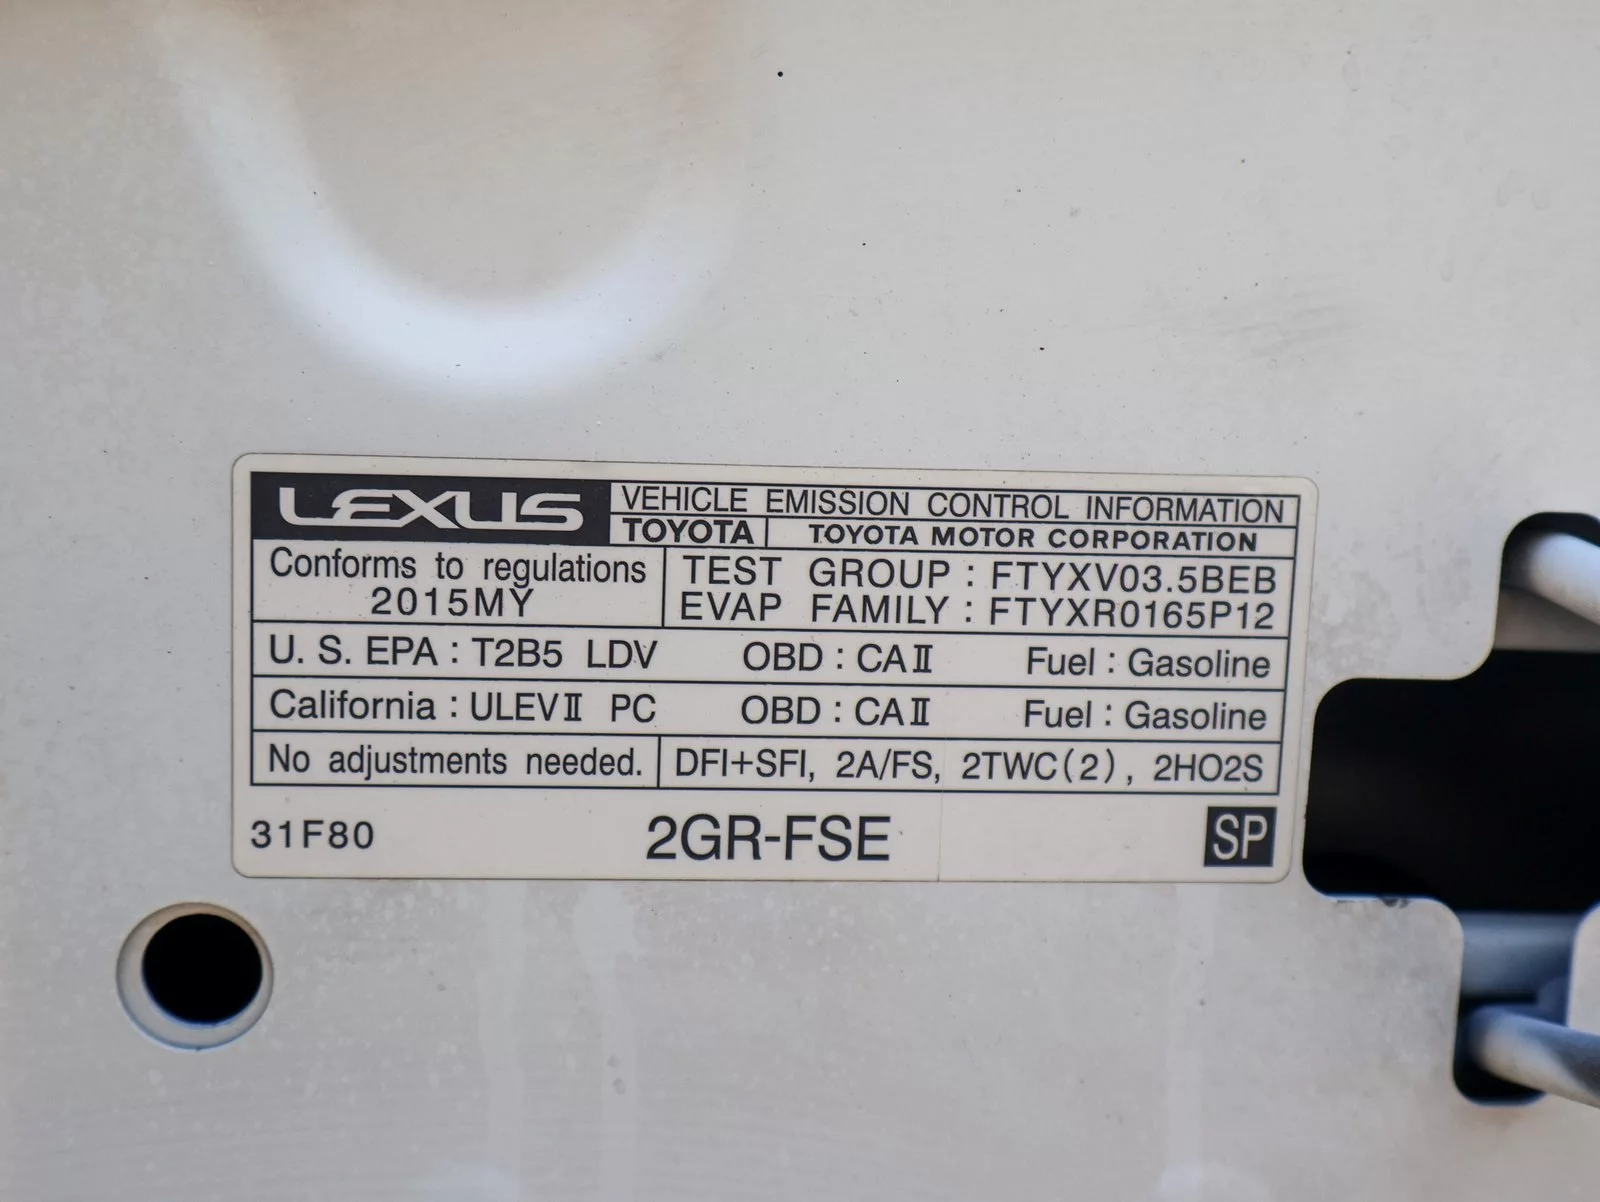 LEXUS VEHICLE EMISSION CONTROL INFORMATION
TOYOTA TOYOTA MOTOR CORPORATION
Conforms to regulations
2015MY
TEST GROUP : FTYXV03.5BEB
EVAP FAMILY : FTYXR0165P12
U. S. EPA : T2B5 LDV OBD : CAⅡ Fuel : Gasoline
California : ULEVⅡ PC OBD : CAⅡ Fuel : Gasoline
No adjustments needed. DFI+SFI, 2A/FS, 2TWC(2), 2HO2S
31F80 2GR-FSE SP